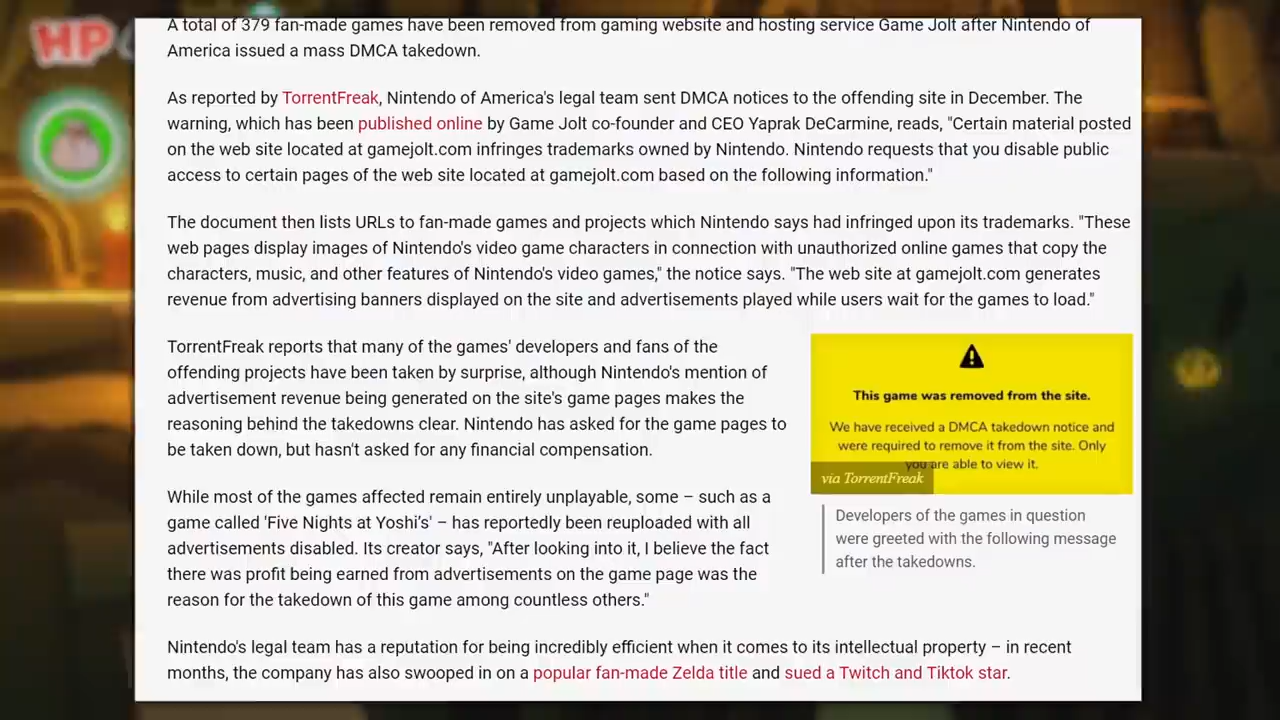 HP
A total of 379 fan-made games have been removed from gaming website and hosting service Game Jolt after Nintendo of
America issued a mass DMCA takedown.
As reported by TorrentFreak, Nintendo of America's legal team sent DMCA notices to the offending site in December. The
warning, which has been published online by Game Jolt co-founder and CEO Yaprak DeCarmine, reads, "Certain material posted
on the web site located at gamejolt.com infringes trademarks owned by Nintendo. Nintendo requests that you disable public
access to certain pages of the web site located at gamejolt.com based on the following information."
The document then lists URLs to fan-made games and projects which Nintendo says had infringed upon its trademarks. "These
web pages display images of Nintendo's video game characters in connection with unauthorized online games that copy the
characters, music, and other features of Nintendo's video games," the notice says. "The web site at gamejolt.com generates
revenue from advertising banners displayed on the site and advertisements played while users wait for the games to load."
TorrentFreak reports that many of the games' developers and fans of the
offending projects have been taken by surprise, although Nintendo's mention of
advertisement revenue being generated on the site's game pages makes the
reasoning behind the takedowns clear. Nintendo has asked for the game pages to
be taken down, but hasn't asked for any financial compensation.
While most of the games affected remain entirely unplayable, some – such as a
game called 'Five Nights at Yoshi's' – has reportedly been reuploaded with all
advertisements disabled. Its creator says, "After looking into it, I believe the fact
there was profit being earned from advertisements on the game page was the
reason for the takedown of this game among countless others."
This game was removed from the site.
We have received a DMCA takedown notice and
were required to remove it from the site. Only
you are able to view it.
via TorrentFreak
Developers of the games in question
were greeted with the following message
after the takedowns.
Nintendo's legal team has a reputation for being incredibly efficient when it comes to its intellectual property – in recent
months, the company has also swooped in on a popular fan-made Zelda title and sued a Twitch and Tiktok star.